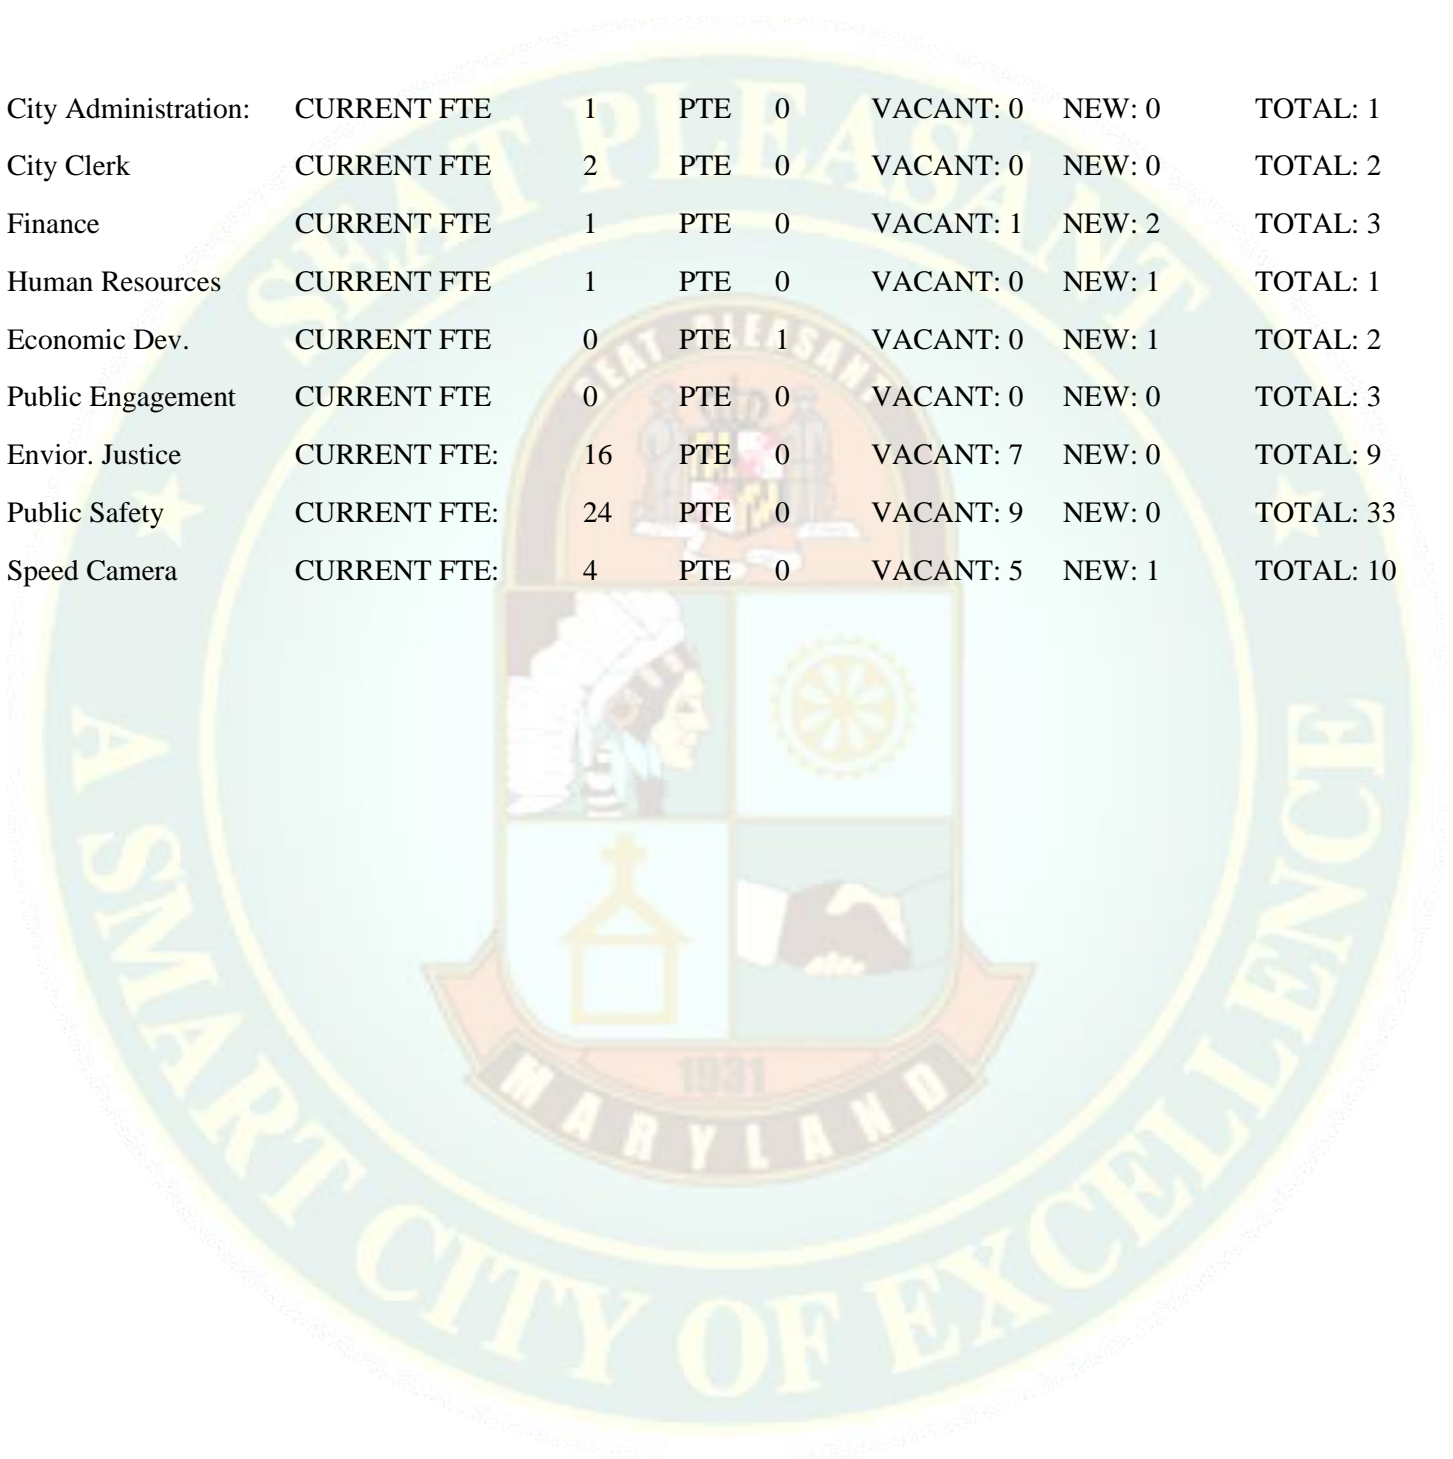 City Administration: CURRENT FTE 1 PTE 0 VACANT: 0 NEW: 0 TOTAL: 1
City Clerk CURRENT FTE 2 PTE 0 VACANT: 0 NEW: 0 TOTAL: 2
Finance CURRENT FTE 1 PTE 0 VACANT: 1 NEW: 2 TOTAL: 3
Human Resources CURRENT FTE 1 PTE 0 VACANT: 0 NEW: 1 TOTAL: 1
Economic Dev. CURRENT FTE 0 PTE 1 VACANT: 0 NEW: 1 TOTAL: 2
Public Engagement CURRENT FTE 0 PTE 0 VACANT: 0 NEW: 0 TOTAL: 3
Envior. Justice CURRENT FTE: 16 PTE 0 VACANT: 7 NEW: 0 TOTAL: 9
Public Safety CURRENT FTE: 24 PTE 0 VACANT: 9 NEW: 0 TOTAL: 33
Speed Camera CURRENT FTE: 4 PTE 0 VACANT: 5 NEW: 1 TOTAL: 10
SEAT PLEASANT
SEAT PLEASANT
1931
MARYLAND
A SMART CITY OF EXCELLENCE